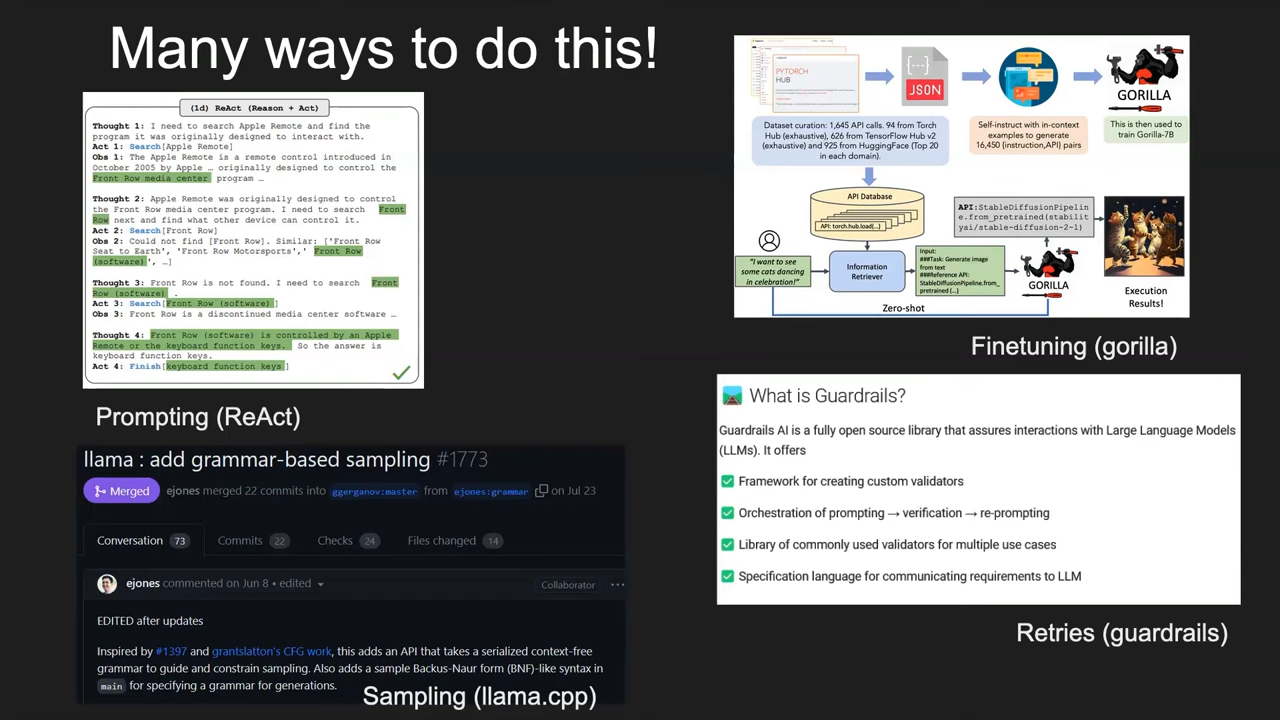 Many ways to do this!
(1d) ReAct (Reason + Act)
Thought 1: I need to search Apple Remote and find the
program it was originally designed to interact with.
Act 1: Search[Apple Remote]
Obs 1: The Apple Remote is a remote control introduced in
October 2005 by Apple … originally designed to control the
Front Row media center program …
Thought 2: Apple Remote was originally designed to control
the Front Row media center program. I need to search Front
Row next and find what other device can control it.
Act 2: Search[Front Row]
Obs 2: Could not find [Front Row]. Similar: ['Front Row
Seat to Earth', 'Front Row Motorsports',' Front Row
(software)', …]
Thought 3: Front Row is not found. I need to search Front
Row (software) .
Act 3: Search[Front Row (software)]
Obs 3: Front Row is a discontinued media center software …
Thought 4: Front Row (software) is controlled by an Apple
Remote or the keyboard function keys. So the answer is
keyboard function keys.
Act 4: Finish[keyboard function keys]
Prompting (ReAct)
PYTORCH
HUB
{...}
JSON
GORILLA
Dataset curation: 1,645 API calls. 94 from Torch
Hub (exhaustive), 626 from TensorFlow Hub v2
(exhaustive) and 925 from HuggingFace (Top 20
in each domain).
Self-instruct with in-context
examples to generate
16,450 (instruction,API) pairs
This is then used to
train Gorilla-7B
API Database
API: torch.hub.load(...)
"I want to see
some cats dancing
in celebration!"
Information
Retriever
Input:
###Task: Generate image
from text
###Reference API:
StableDiffusionPipeline.from_
pretrained (...)
API:StableDiffusionPipelin
e.from_pretrained(stabilit
yai/stable-diffusion-2-1)
GORILLA
Execution
Results!
Zero-shot
Finetuning (gorilla)
llama : add grammar-based sampling #1773
Merged ejones merged 22 commits into ggerganov:master from ejones:grammar on Jul 23
Conversation 73 Commits 22 Checks 24 Files changed 14
ejones commented on Jun 8 • edited Collaborator ...
EDITED after updates
Inspired by #1397 and grantslatton's CFG work, this adds an API that takes a serialized context-free
grammar to guide and constrain sampling. Also adds a sample Backus-Naur form (BNF)-like syntax in
main for specifying a grammar for generations.
Sampling (llama.cpp)
What is Guardrails?
Guardrails AI is a fully open source library that assures interactions with Large Language Models
(LLMs). It offers
Framework for creating custom validators
Orchestration of prompting → verification → re-prompting
Library of commonly used validators for multiple use cases
Specification language for communicating requirements to LLM
Retries (guardrails)